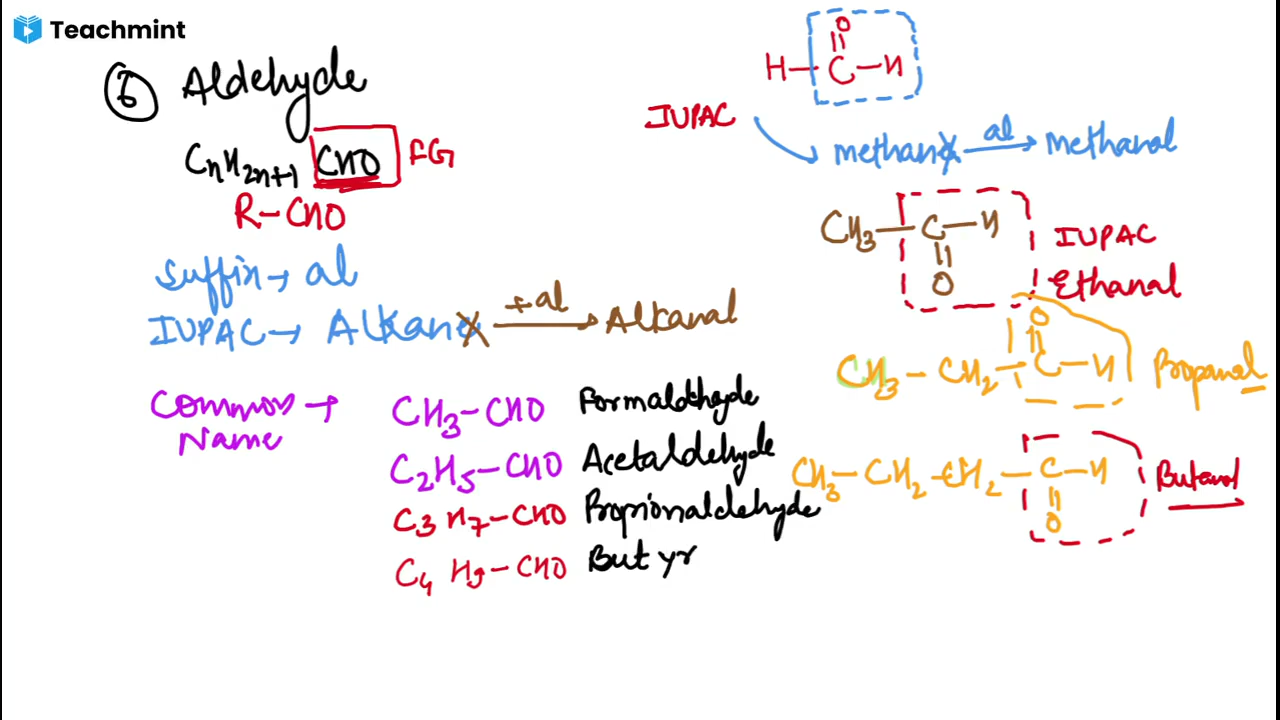 Teachmint
6 Aldehyde
CnH2n+1 CHO FG
R-CHO
Suffix → al
IUPAC → Alkane +al → Alkanal
Common Name →
CH3-CHO Formaldehyde
C2H5-CHO Acetaldehyde
C3H7-CHO Propionaldehyde
C4H9-CHO Butyr
O
H-C-H
IUPAC
methane al → Methanal
CH3-C-H
O
IUPAC
Ethanal
O
CH3-CH2-C-H Propanal
CH3-CH2-CH2-C-H Butanal
O